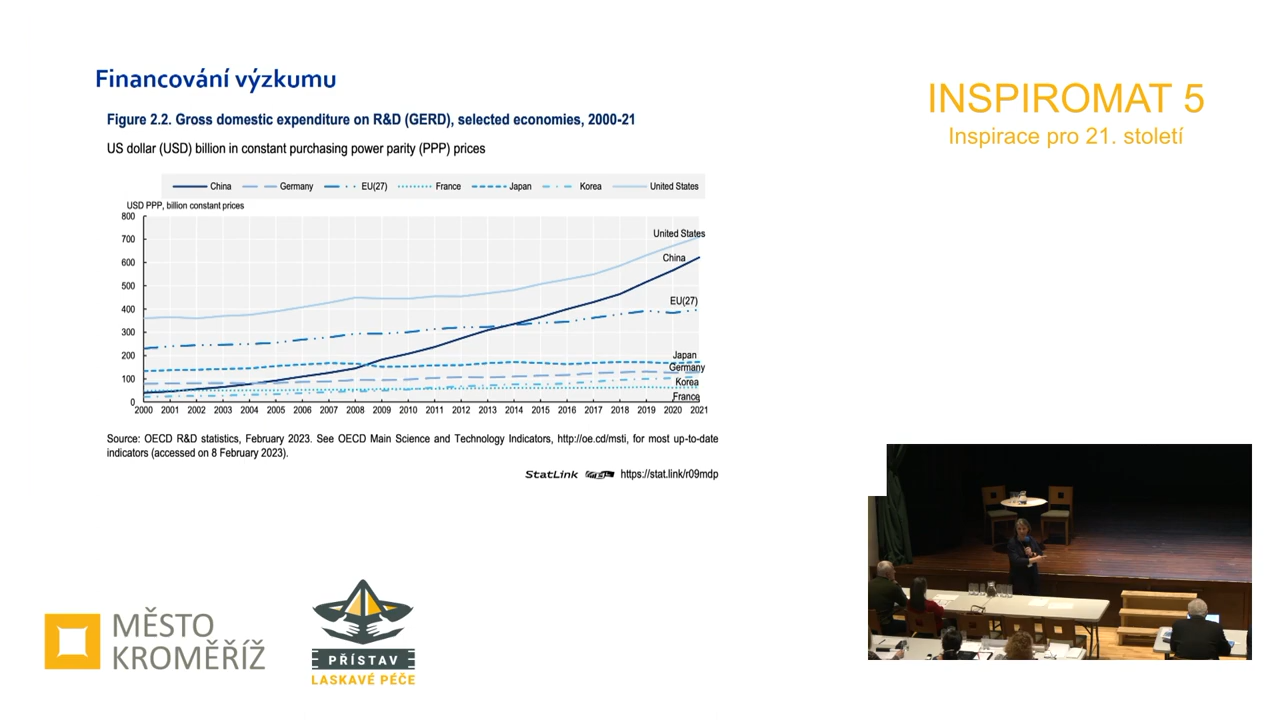 Financování výzkumu
INSPIROMAT 5
Inspirace pro 21. století
Figure 2.2. Gross domestic expenditure on R&D (GERD), selected economies, 2000-21
US dollar (USD) billion in constant purchasing power parity (PPP) prices
China Germany EU(27) France Japan Korea United States
USD PPP, billion constant prices
800
700
600
500
400
300
200
100
0
United States
China
EU(27)
Japan
Germany
Korea
France
2000 2001 2002 2003 2004 2005 2006 2007 2008 2009 2010 2011 2012 2013 2014 2015 2016 2017 2018 2019 2020 2021
Source: OECD R&D statistics, February 2023. See OECD Main Science and Technology Indicators, http://oe.cd/msti, for most up-to-date
indicators (accessed on 8 February 2023).
StatLink https://stat.link/r09mdp
MĚSTO
KROMĚŘÍŽ
PŘÍSTAV
LASKAVÉ PÉČE